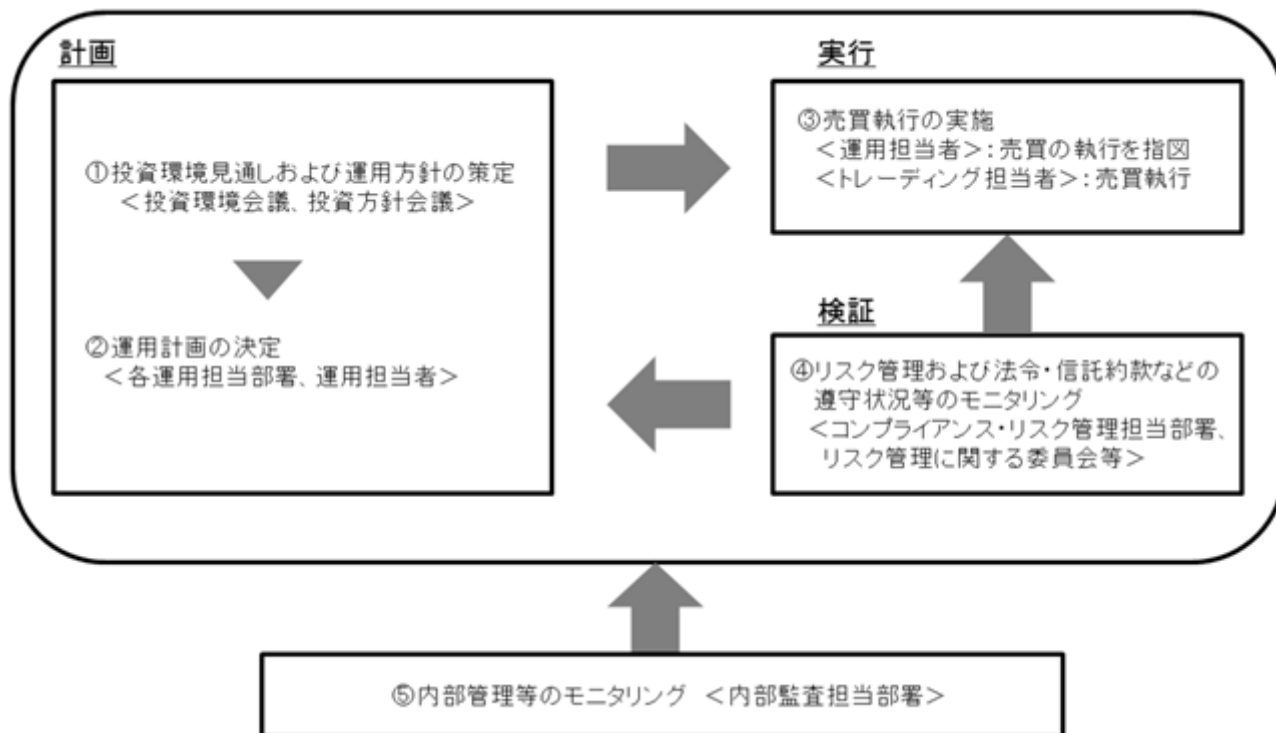 計画
①投資環境見通しおよび運用方針の策定
＜投資環境会議、投資方針会議＞
②運用計画の決定
＜各運用担当部署、運用担当者＞
実行
③売買執行の実施
＜運用担当者＞：売買の執行を指図
＜トレーディング担当者＞：売買執行
検証
④リスク管理および法令・信託約款などの
遵守状況等のモニタリング
＜コンプライアンス・リスク管理担当部署、
リスク管理に関する委員会等＞
⑤内部管理等のモニタリング　＜内部監査担当部署＞